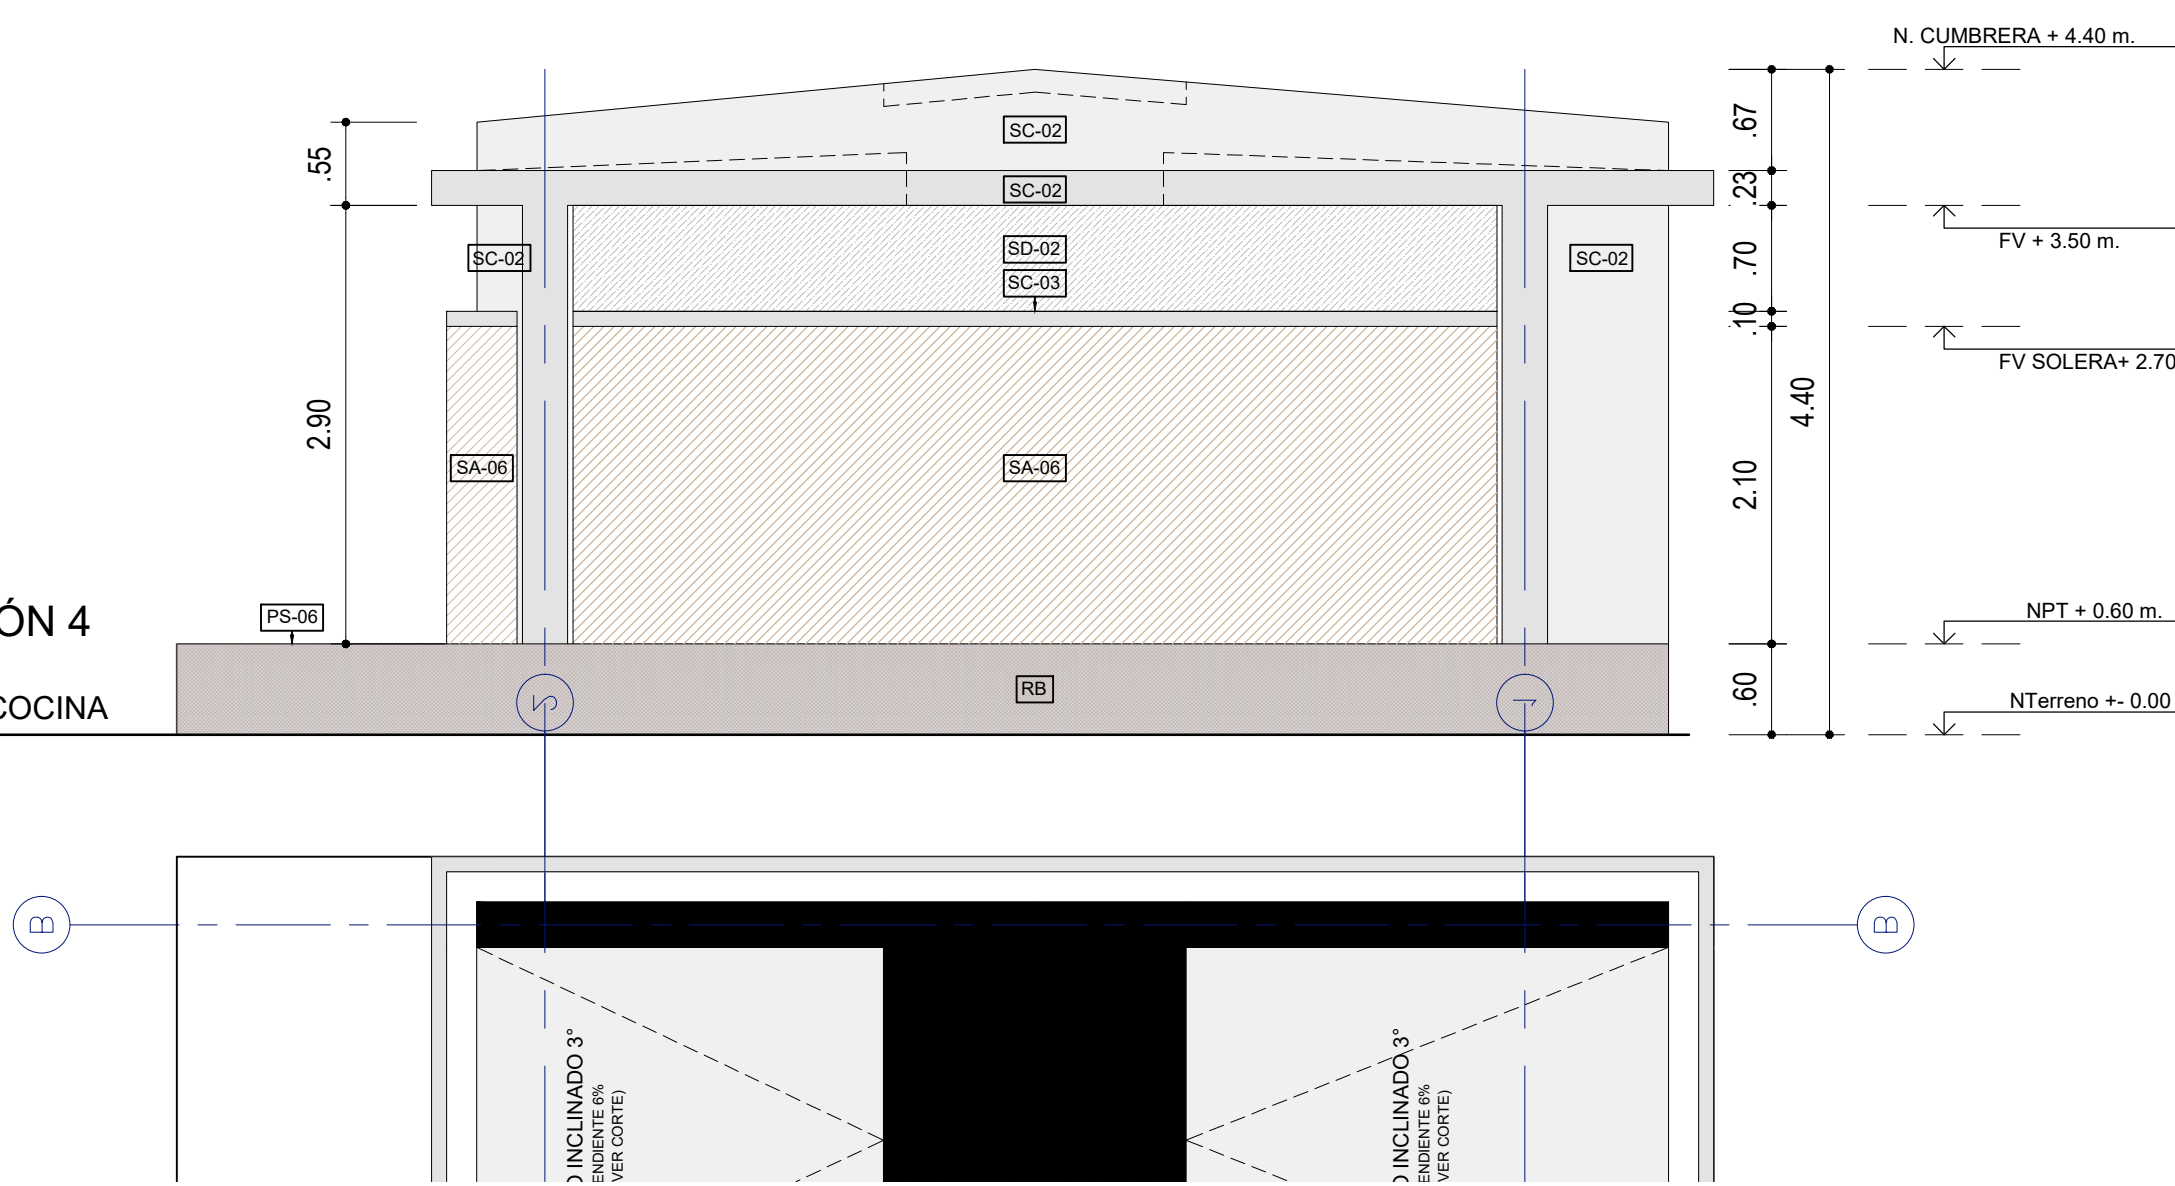 N. CUMBRERA + 4.40 m.
.67
SC-02
.55
.23
SC-02
FV + 3.50 m.
SD-02
SC-02
SC-02
.70
SC-03
.10
FV SOLERA+ 2.70
4.40
2.90
SA-06
SA-06
2.10
ÓN 4
PS-06
NPT + 0.60 m.
RB
.60
COCINA
5
1
NTerreno +- 0.00
B
B
O INCLINADO 3°
ENDIENTE 6%
VER CORTE)
O INCLINADO 3°
ENDIENTE 6%
VER CORTE)